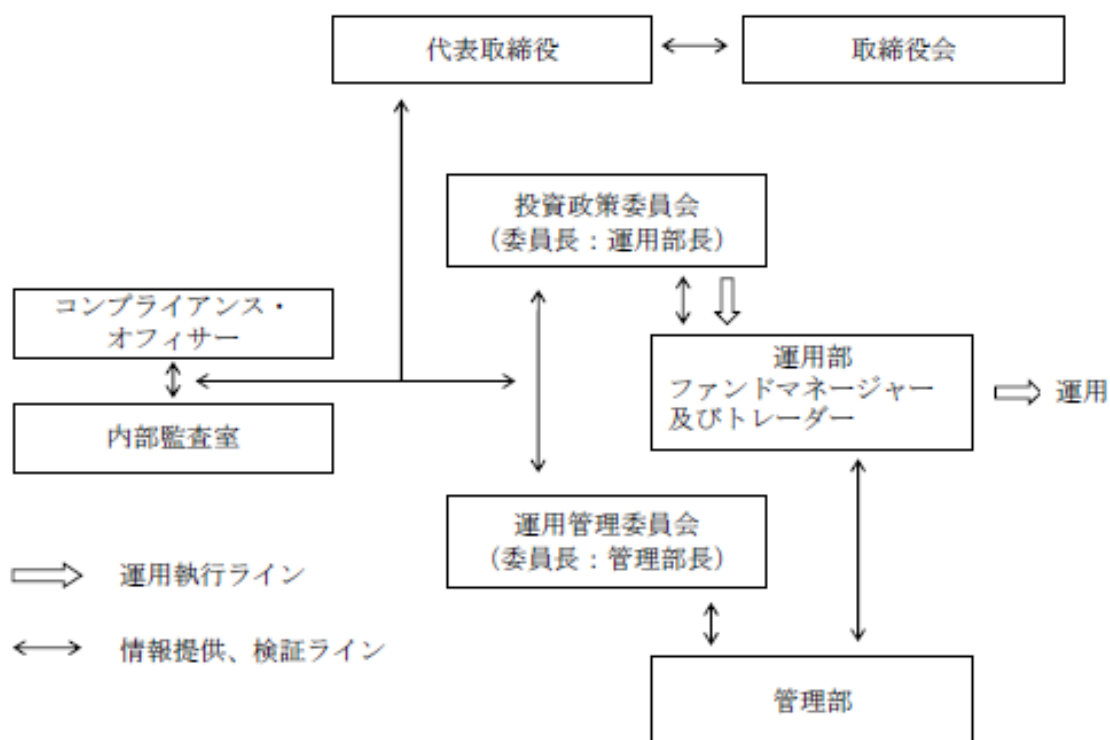 代表取締役
取締役会
投資政策委員会
（委員長：運用部長）
コンプライアンス・
オフィサー
運用部
ファンドマネージャー
及びトレーダー
運用
内部監査室
運用管理委員会
（委員長：管理部長）
運用執行ライン
情報提供、検証ライン
管理部